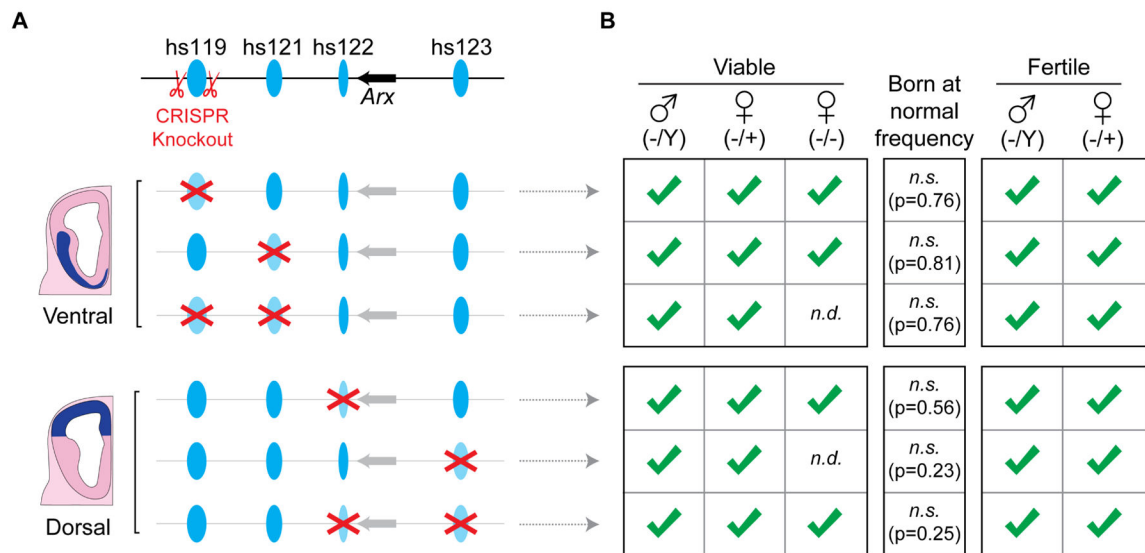 A
hs119 hs121 hs122 hs123
Arx
CRISPR
Knockout
Ventral
Dorsal
B
Viable
Born at
normal
frequency
Fertile
♂ ♀ ♀ ♂ ♀
(-/Y) (-/+) (-/-) (-/Y) (-/+)
n.s.
(p=0.76)
n.s.
(p=0.81)
n.d.
n.s.
(p=0.76)
n.s.
(p=0.56)
n.d.
n.s.
(p=0.23)
n.s.
(p=0.25)